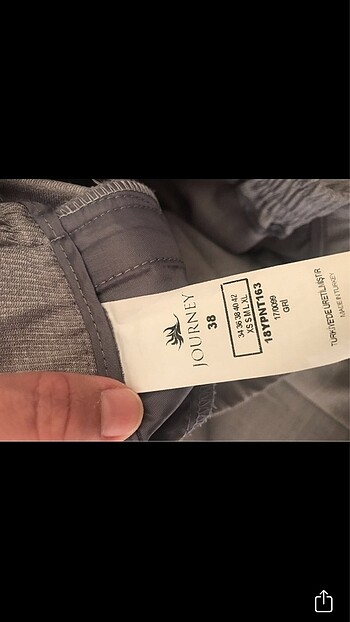 JOURNEY
38
34-36-38-40-42
XS S M L XL
18YPNT163
17/0099
GRİ
TÜRKİYE'DE ÜRETİLMİŞTİR
MADE IN TURKEY